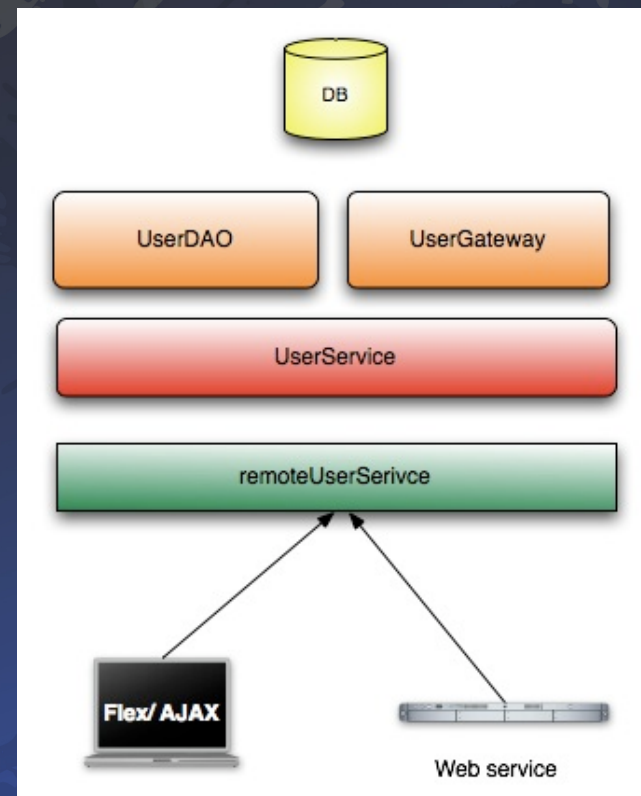 DB
UserDAO
UserGateway
UserService
remoteUserSerivce
Flex/ AJAX
Web service